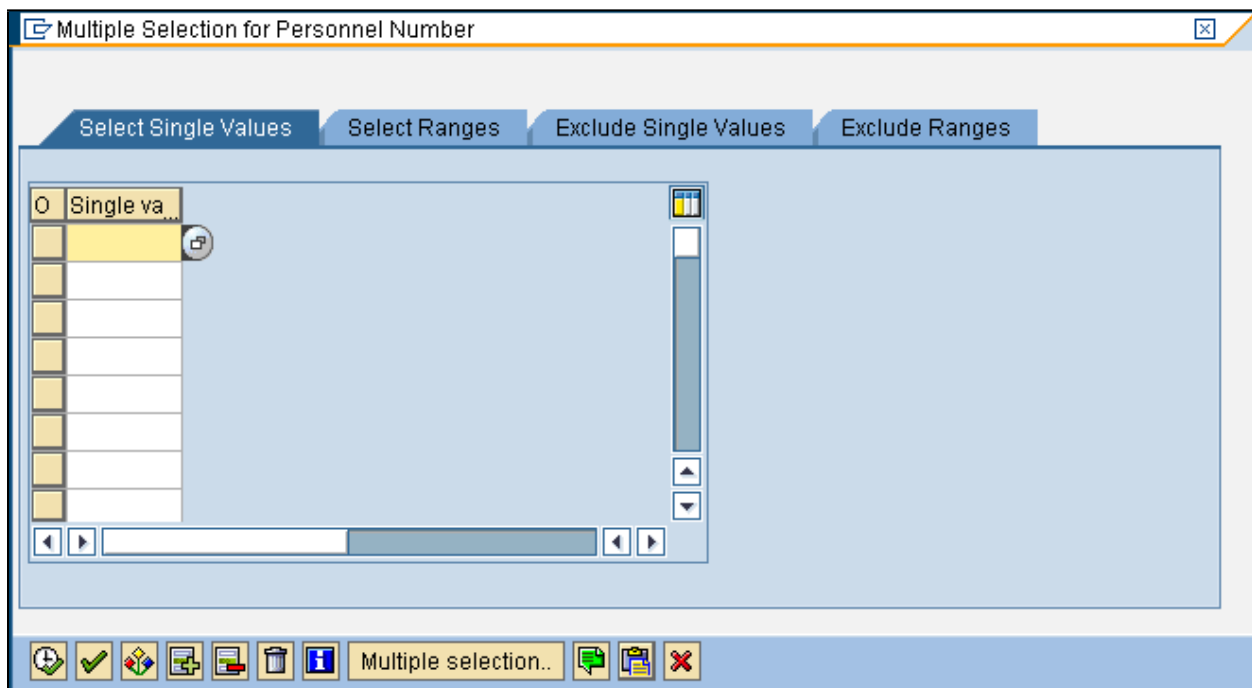 Multiple Selection for Personnel Number
Select Single Values Select Ranges Exclude Single Values Exclude Ranges
O Single va...
Multiple selection..